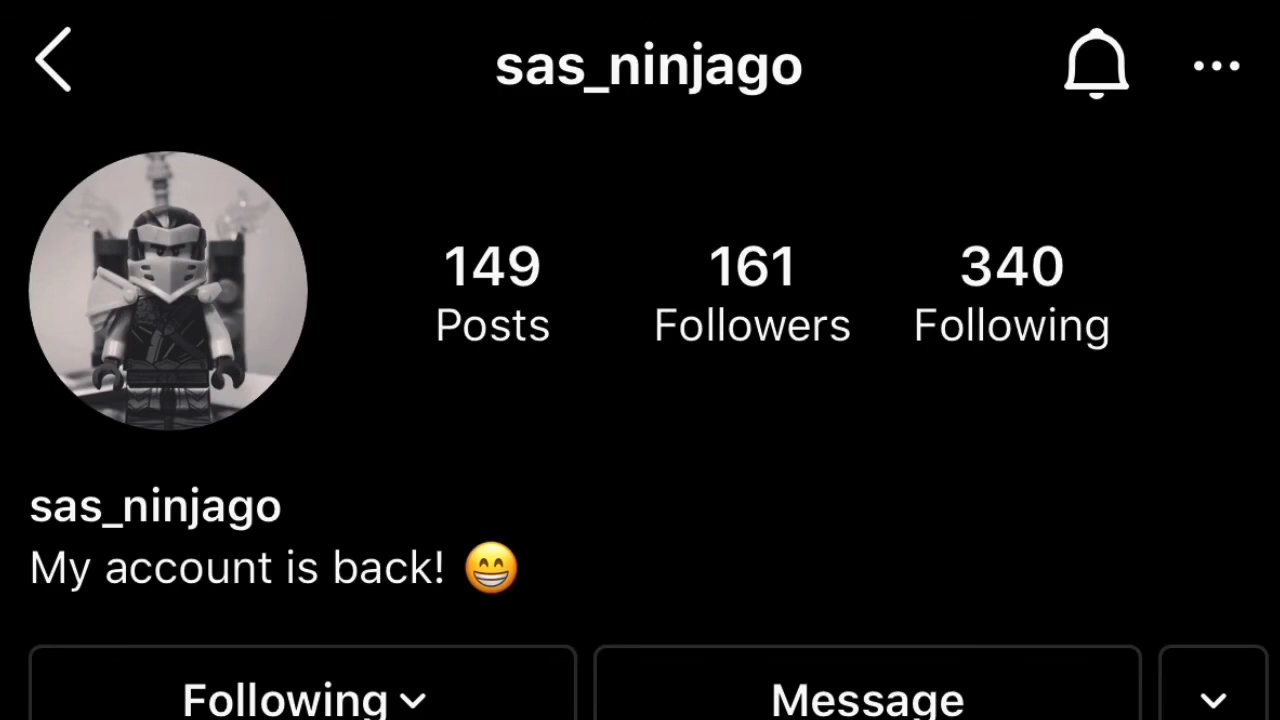 sas_ninjago
149 161 340
Posts Followers Following
sas_ninjago
My account is back! 😁
Following Message